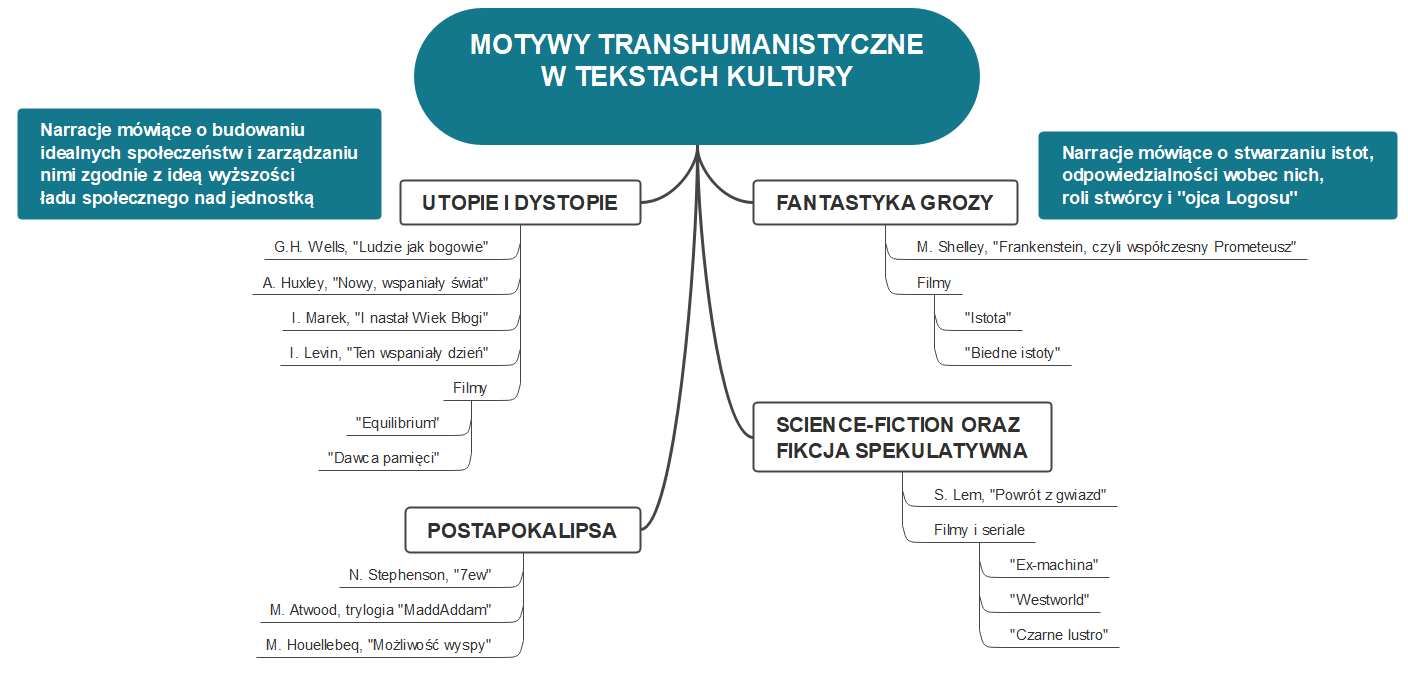 MOTYWY TRANSHUMANISTYCZNE
W TEKSTACH KULTURY
Narracje mówiące o budowaniu
idealnych społeczeństw i zarządzaniu
nimi zgodnie z ideą wyższości
ładu społecznego nad jednostką
UTOPIE I DYSTOPIE
G.H. Wells, "Ludzie jak bogowie"
A. Huxley, "Nowy, wspaniały świat"
I. Marek, "I nastał Wiek Błogi"
I. Levin, "Ten wspaniały dzień"
Filmy
"Equilibrium"
"Dawca pamięci"
POSTAPOKALIPSA
N. Stephenson, "7ew"
M. Atwood, trylogia "MaddAddam"
M. Houellebeq, "Możliwość wyspy"
Narracje mówiące o stwarzaniu istot,
odpowiedzialności wobec nich,
roli stwórcy i "ojca Logosu"
FANTASTYKA GROZY
M. Shelley, "Frankenstein, czyli współczesny Prometeusz"
Filmy
"Istota"
"Biedne istoty"
SCIENCE-FICTION ORAZ
FIKCJA SPEKULATYWNA
S. Lem, "Powrót z gwiazd"
Filmy i seriale
"Ex-machina"
"Westworld"
"Czarne lustro"